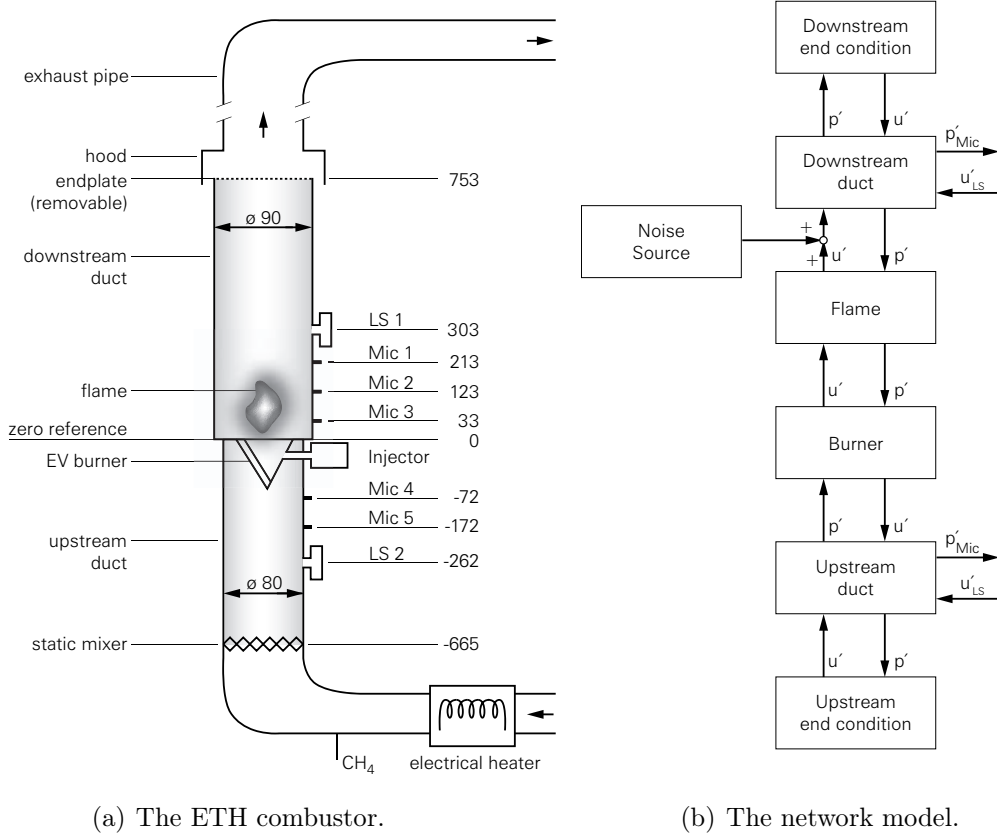 exhaust pipe
hood
endplate
(removable)
753
ø 90
downstream
duct
LS 1
303
Mic 1
213
flame
Mic 2
123
Mic 3
33
zero reference
0
EV burner
Injector
Mic 4
-72
Mic 5
-172
upstream
duct
LS 2
-262
ø 80
static mixer
-665
CH4
electrical heater
(a) The ETH combustor.
Downstream
end condition
p′
u′
Downstream
duct
p′Mic
u′LS
Noise
Source
+
+
u′
p′
Flame
u′
p′
Burner
p′
u′
Upstream
duct
p′Mic
u′LS
u′
p′
Upstream
end condition
(b) The network model.